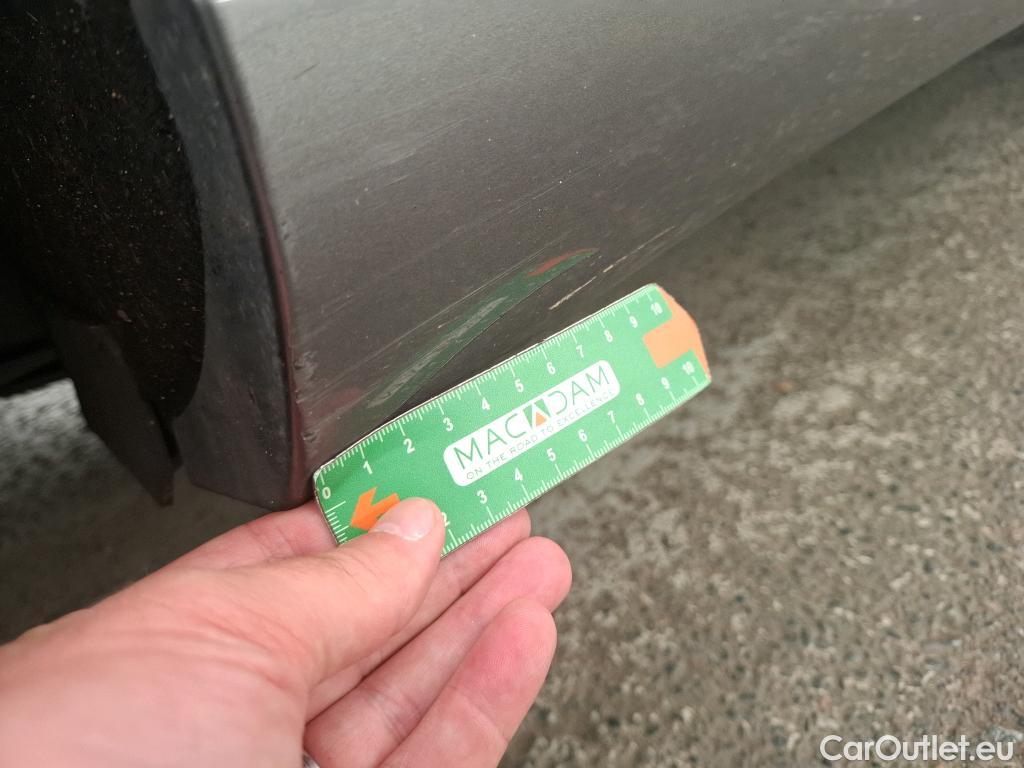 0 1 2 3 4 5 6 7 8 9 10
MACADAM
ON THE ROAD TO EXCELLENCE
2 3 4 5 6 7 8 9 10
CarOutlet.eu